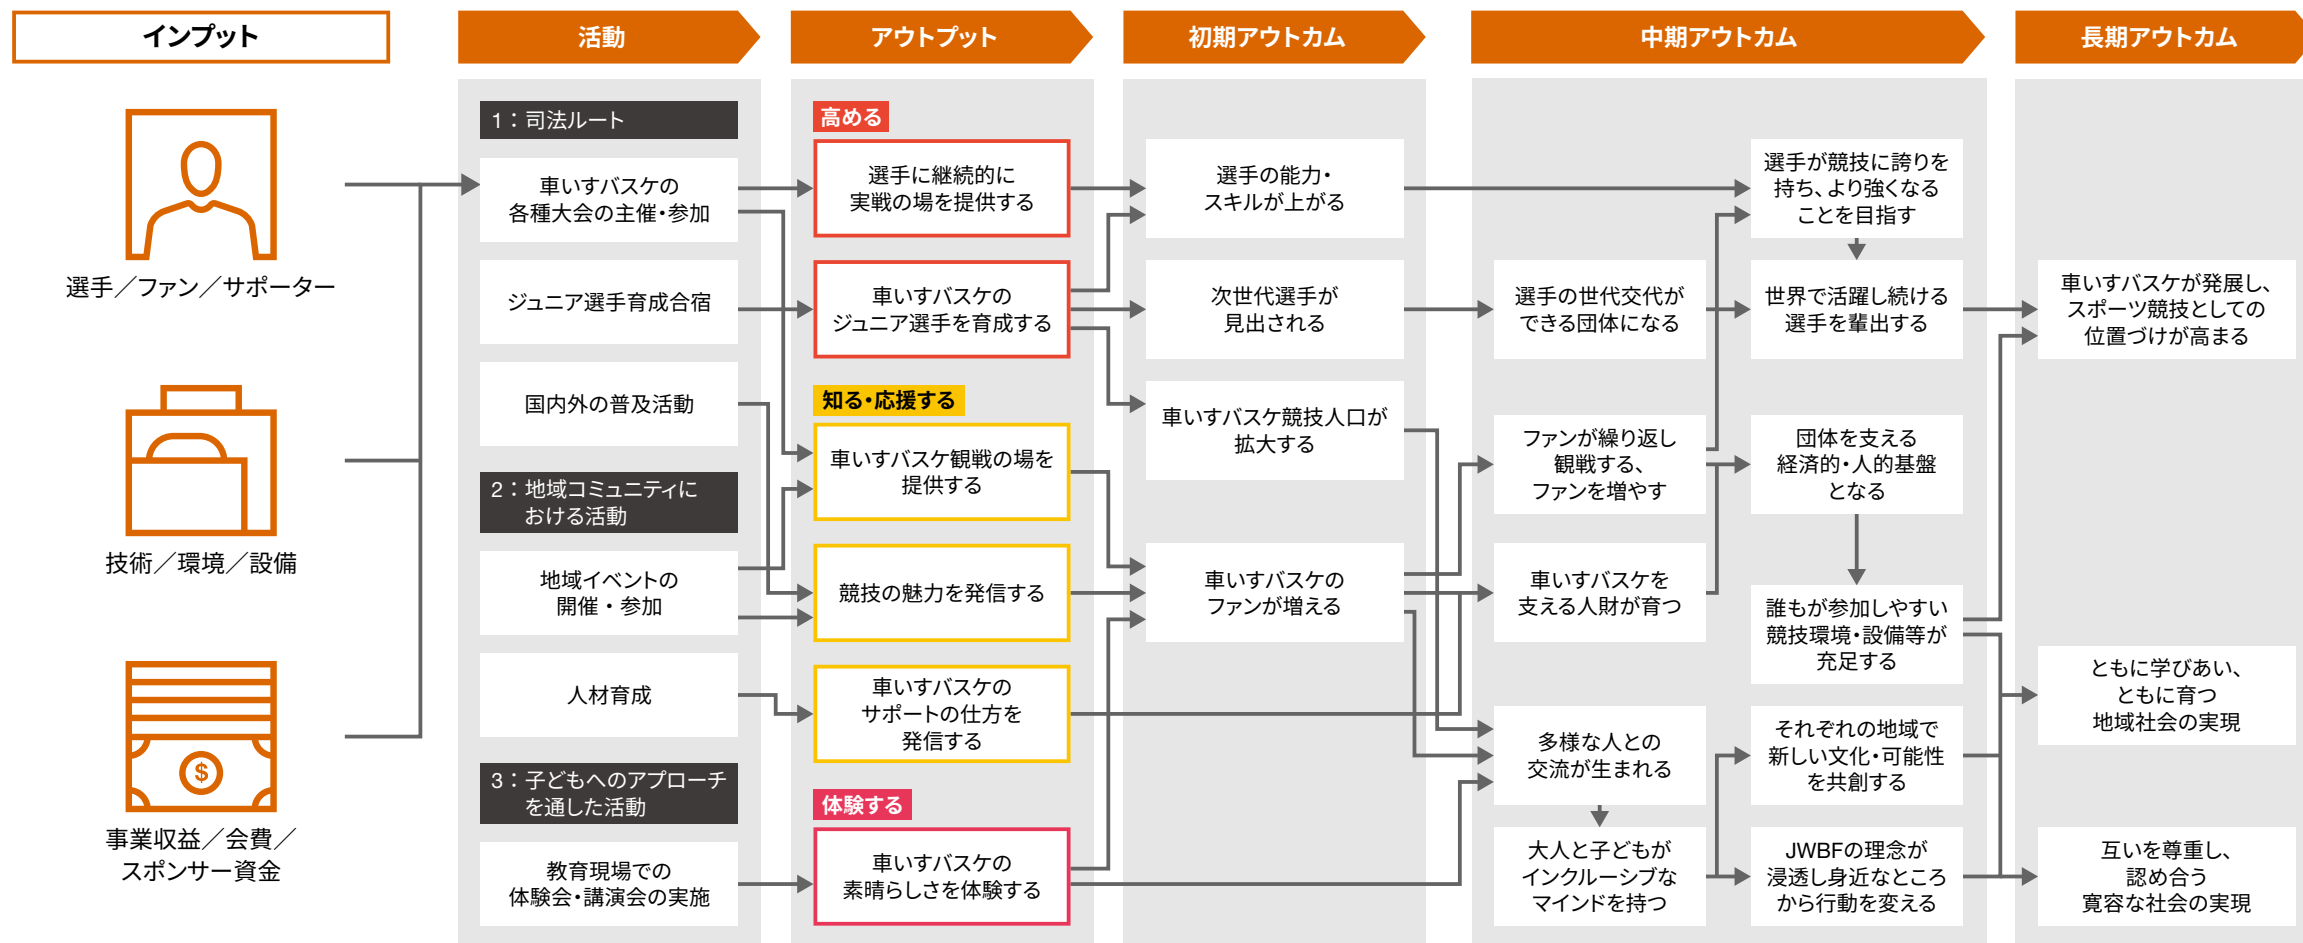 インプット
活動
アウトプット
初期アウトカム
中期アウトカム
長期アウトカム
選手／ファン／サポーター
技術／環境／設備
$
事業収益／会費／
スポンサー資金
1：司法ルート
車いすバスケの
各種大会の主催・参加
ジュニア選手育成合宿
国内外の普及活動
2：地域コミュニティに
おける活動
地域イベントの
開催・参加
人材育成
3：子どもへのアプローチ
を通した活動
教育現場での
体験会・講演会の実施
高める
選手に継続的に
実戦の場を提供する
車いすバスケの
ジュニア選手を育成する
知る・応援する
車いすバスケ観戦の場を
提供する
競技の魅力を発信する
車いすバスケの
サポートの仕方を
発信する
体験する
車いすバスケの
素晴らしさを体験する
選手の能力・
スキルが上がる
次世代選手が
見出される
車いすバスケ競技人口が
拡大する
車いすバスケの
ファンが増える
選手の世代交代が
できる団体になる
ファンが繰り返し
観戦する、
ファンを増やす
車いすバスケを
支える人財が育つ
多様な人との
交流が生まれる
大人と子どもが
インクルーシブな
マインドを持つ
選手が競技に誇りを
持ち、より強くなる
ことを目指す
世界で活躍し続ける
選手を輩出する
団体を支える
経済的・人的基盤
となる
誰もが参加しやすい
競技環境・設備等が
充足する
それぞれの地域で
新しい文化・可能性
を共創する
JWBFの理念が
浸透し身近なところ
から行動を変える
車いすバスケが発展し、
スポーツ競技としての
位置づけが高まる
ともに学びあい、
ともに育つ
地域社会の実現
互いを尊重し、
認め合う
寛容な社会の実現